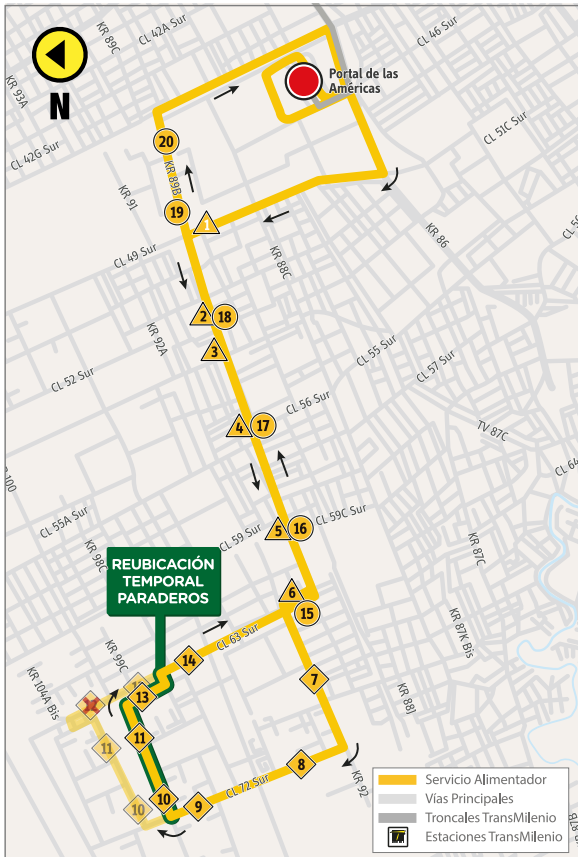 KR 89C
CL 42A Sur
CL 46 Sur
KR 93A
N
Portal de las
Américas
CL 51C Sur
CL 42G Sur
20
KR 89B
KR 91
19
1
KR 86
CL 49 Sur
KR 88C
2
18
3
KR 92A
CL 55 Sur
CL 57 Sur
CL 52 Sur
CL 56 Sur
4
17
TV 87C
CL 64
CL 55A Sur
CL 59 Sur
5
16
CL 59C Sur
KR 98C
KR 87C
REUBICACIÓN
TEMPORAL
PARADEROS
6
15
CL 63 Sur
KR 87K Bis
KR 99C
14
KR 104A Bis
13
7
KR 88J
11
11
8
CL 72 Sur
KR 92
10
10
9
Servicio Alimentador
Vías Principales
Troncales TransMilenio
Estaciones TransMilenio